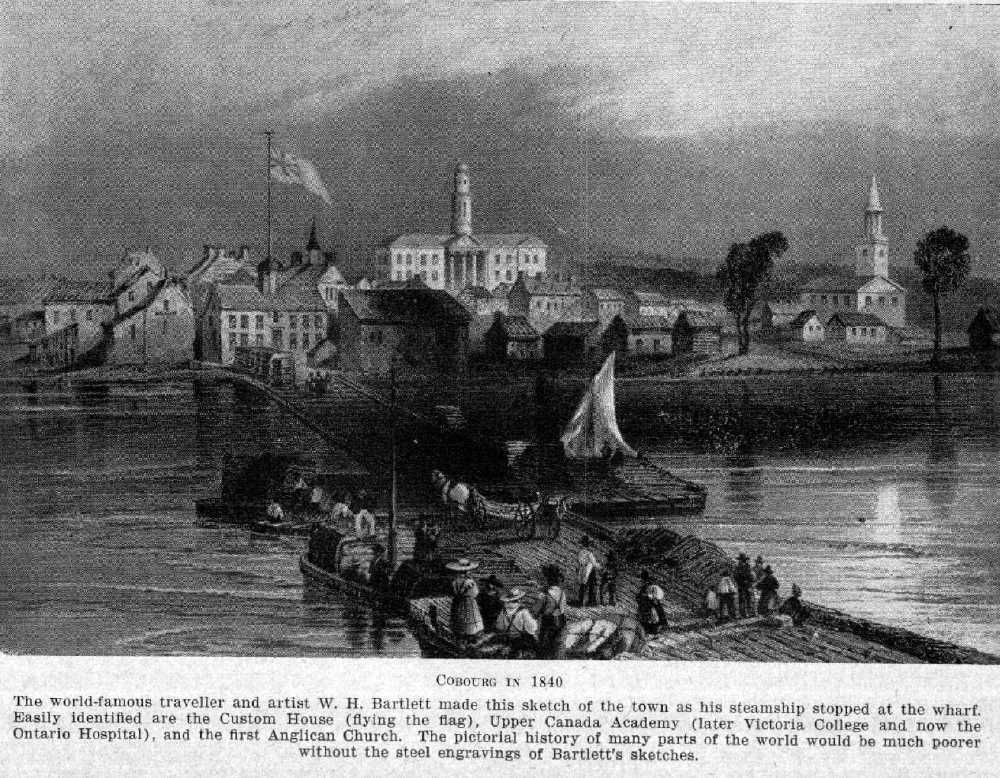 COBOURG IN 1840
The world-famous traveller and artist W. H. Bartlett made this sketch of the town as his steamship stopped at the wharf.
Easily identified are the Custom House (flying the flag), Upper Canada Academy (later Victoria College and now the
Ontario Hospital), and the first Anglican Church. The pictorial history of many parts of the world would be much poorer
without the steel engravings of Bartlett's sketches.